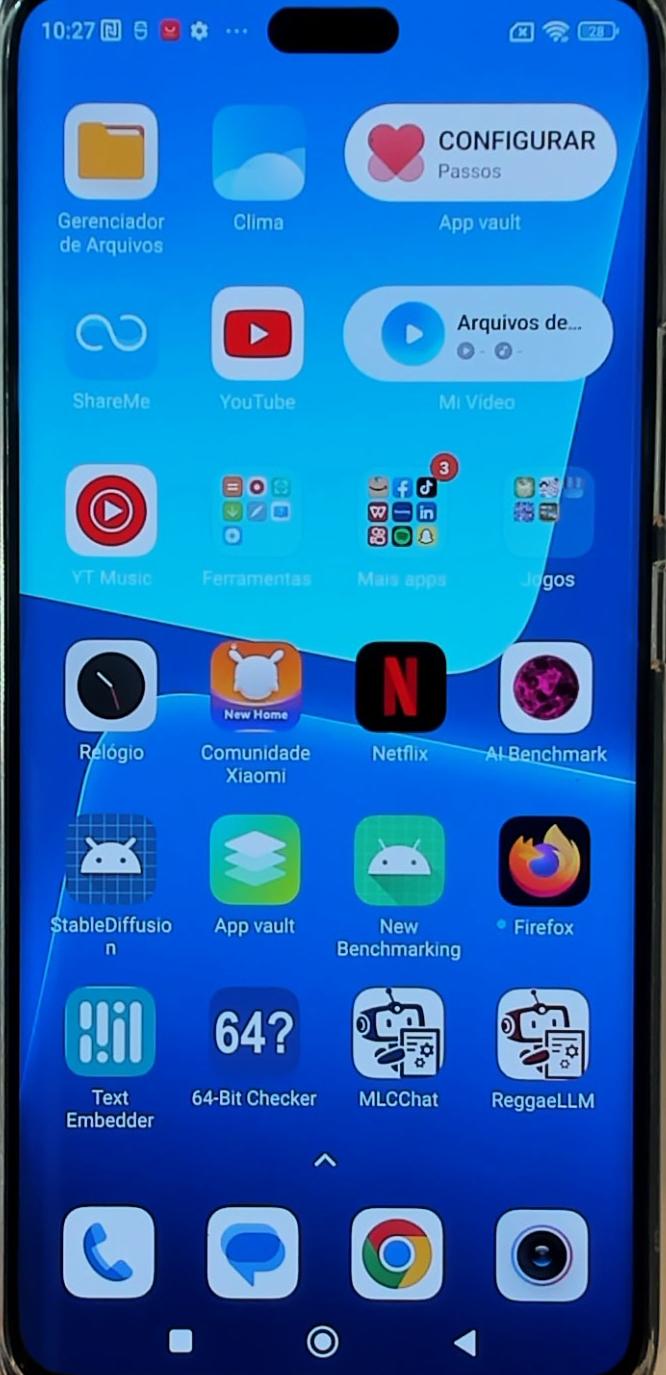 10:27
28
CONFIGURAR
Passos
Gerenciador
de Arquivos
Clima
App vault
Arquivos de...
ShareMe
YouTube
Mi Vídeo
3
YT Music
Ferramentas
Mais apps
Jogos
New Home
Relógio
Comunidade
Xiaomi
Netflix
AI Benchmark
StableDiffusio
n
App vault
New
Benchmarking
Firefox
64?
Text
Embedder
64-Bit Checker
MLCChat
ReggaeLLM